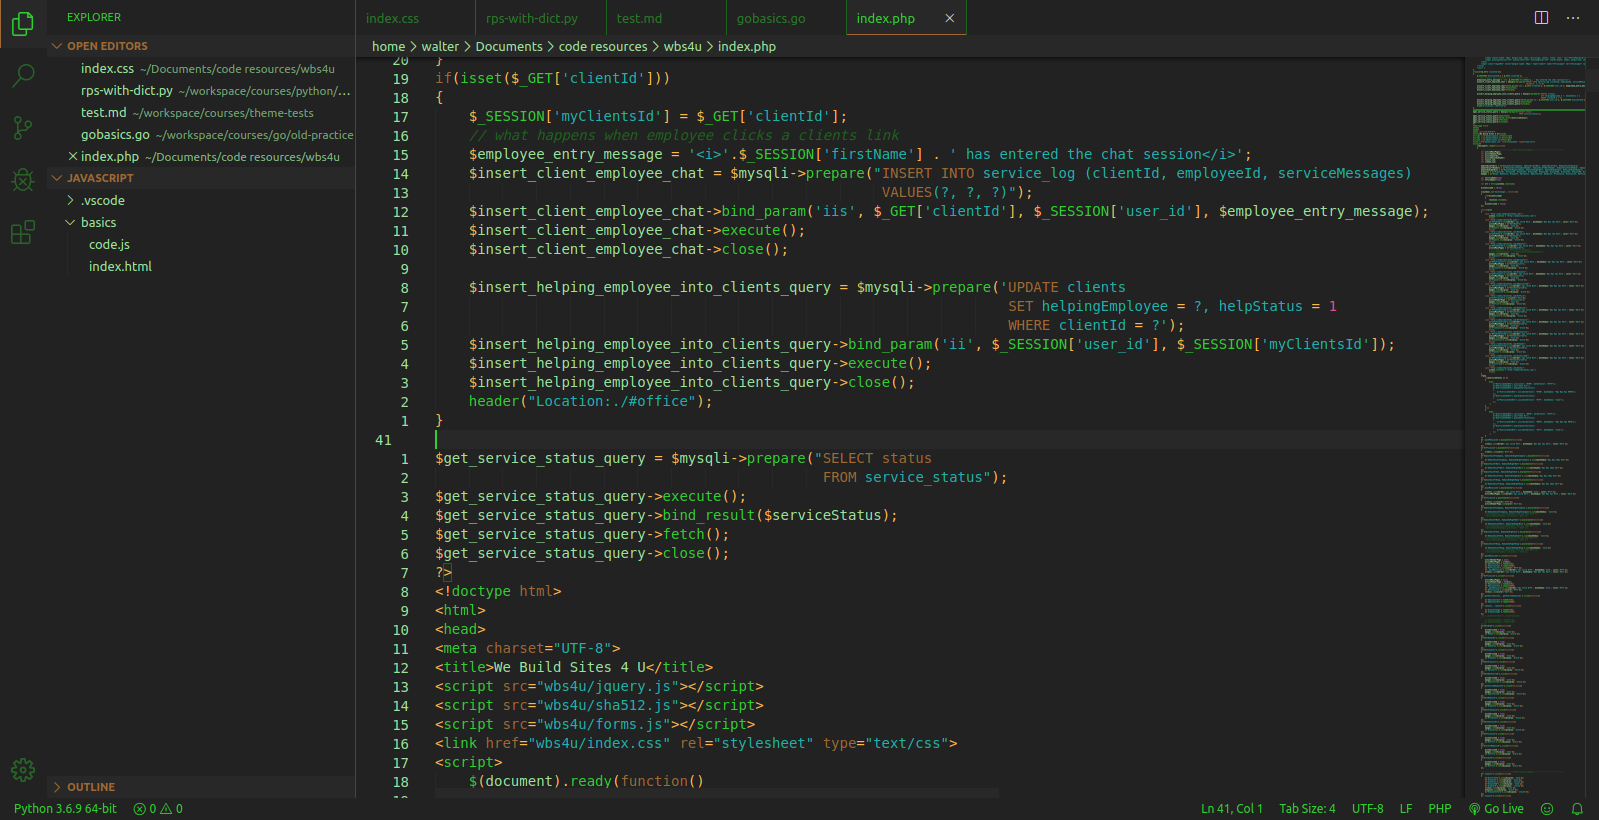 EXPLORER
OPEN EDITORS
index.css ~/Documents/code resources/wbs4u
rps-with-dict.py ~/workspace/courses/python/...
test.md ~/workspace/courses/theme-tests
gobasics.go ~/workspace/courses/go/old-practice
index.php ~/Documents/code resources/wbs4u
JAVASCRIPT
.vscode
basics
code.js
index.html
OUTLINE
index.css rps-with-dict.py test.md gobasics.go index.php
home > walter > Documents > code resources > wbs4u > index.php
20 }
19 if(isset($_GET['clientId']))
18 {
17 $_SESSION['myClientsId'] = $_GET['clientId'];
16 // what happens when employee clicks a clients link
15 $employee_entry_message = '<i>'.$_SESSION['firstName'] . ' has entered the chat session</i>';
14 $insert_client_employee_chat = $mysqli->prepare("INSERT INTO service_log (clientId, employeeId, serviceMessages)
13 VALUES(?, ?, ?)");
12 $insert_client_employee_chat->bind_param('iis', $_GET['clientId'], $_SESSION['user_id'], $employee_entry_message);
11 $insert_client_employee_chat->execute();
10 $insert_client_employee_chat->close();
9
8 $insert_helping_employee_into_clients_query = $mysqli->prepare('UPDATE clients
7 SET helpingEmployee = ?, helpStatus = 1
6 WHERE clientId = ?');
5 $insert_helping_employee_into_clients_query->bind_param('ii', $_SESSION['user_id'], $_SESSION['myClientsId']);
4 $insert_helping_employee_into_clients_query->execute();
3 $insert_helping_employee_into_clients_query->close();
2 header("Location:./#office");
1 }
41
1 $get_service_status_query = $mysqli->prepare("SELECT status
2 FROM service_status");
3 $get_service_status_query->execute();
4 $get_service_status_query->bind_result($serviceStatus);
5 $get_service_status_query->fetch();
6 $get_service_status_query->close();
7 ?>
8 <!doctype html>
9 <html>
10 <head>
11 <meta charset="UTF-8">
12 <title>We Build Sites 4 U</title>
13 <script src="wbs4u/jquery.js"></script>
14 <script src="wbs4u/sha512.js"></script>
15 <script src="wbs4u/forms.js"></script>
16 <link href="wbs4u/index.css" rel="stylesheet" type="text/css">
17 <script>
18 $(document).ready(function()
Python 3.6.9 64-bit 0 0 Ln 41, Col 1 Tab Size: 4 UTF-8 LF PHP Go Live